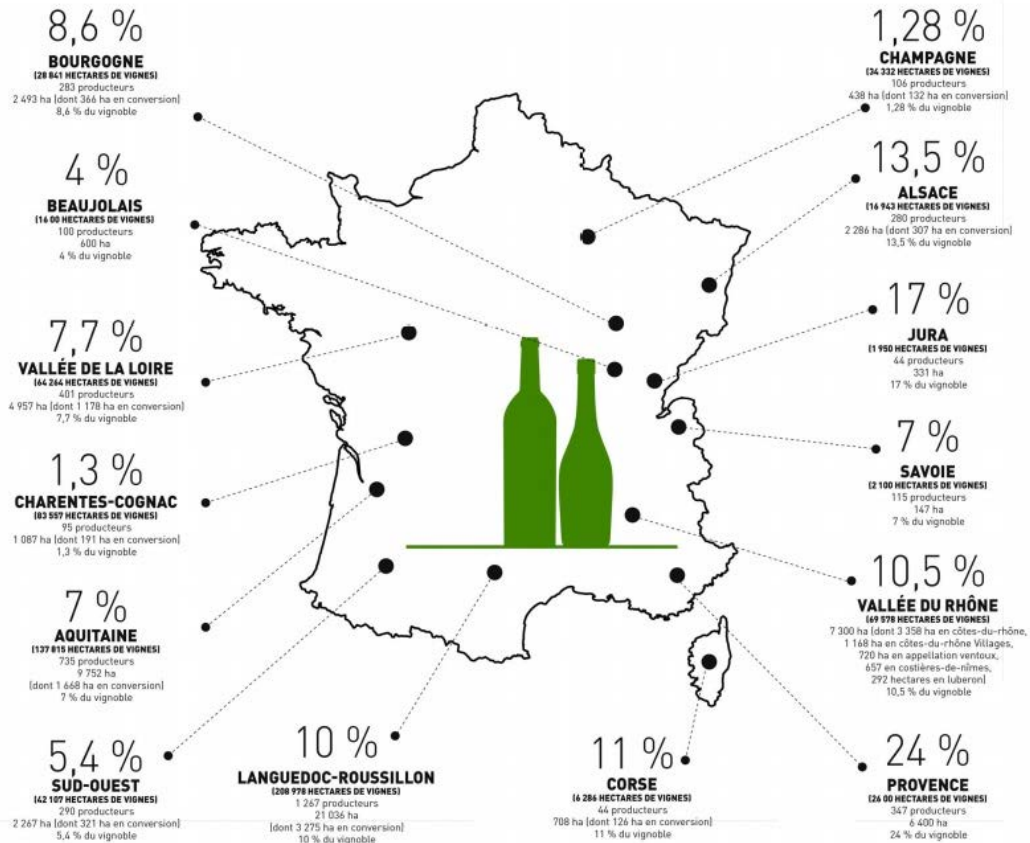 8,6 %
BOURGOGNE
(28 841 HECTARES DE VIGNES)
283 producteurs
2 493 ha (dont 366 ha en conversion)
8,6 % du vignoble
4 %
BEAUJOLAIS
(16 00 HECTARES DE VIGNES)
100 producteurs
600 ha
4 % du vignoble
7,7 %
VALLÉE DE LA LOIRE
(64 264 HECTARES DE VIGNES)
401 producteurs
4 957 ha (dont 1 178 ha en conversion)
7,7 % du vignoble
1,3 %
CHARENTES-COGNAC
(83 557 HECTARES DE VIGNES)
95 producteurs
1 087 ha (dont 191 ha en conversion)
1,3 % du vignoble
7 %
AQUITAINE
(137 815 HECTARES DE VIGNES)
735 producteurs
9 752 ha
(dont 1 668 ha en conversion)
7 % du vignoble
5,4 %
SUD-OUEST
(42 107 HECTARES DE VIGNES)
290 producteurs
2 267 ha (dont 321 ha en conversion)
5,4 % du vignoble
10 %
LANGUEDOC-ROUSSILLON
(208 978 HECTARES DE VIGNES)
1 267 producteurs
21 036 ha
(dont 3 275 ha en conversion)
10 % du vignoble
11 %
CORSE
(6 286 HECTARES DE VIGNES)
44 producteurs
708 ha (dont 126 ha en conversion)
11 % du vignoble
1,28 %
CHAMPAGNE
(34 332 HECTARES DE VIGNES)
106 producteurs
438 ha (dont 132 ha en conversion)
1,28 % du vignoble
13,5 %
ALSACE
(16 943 HECTARES DE VIGNES)
280 producteurs
2 286 ha (dont 307 ha en conversion)
13,5 % du vignoble
17 %
JURA
(1 950 HECTARES DE VIGNES)
44 producteurs
331 ha
17 % du vignoble
7 %
SAVOIE
(2 100 HECTARES DE VIGNES)
115 producteurs
147 ha
7 % du vignoble
10,5 %
VALLÉE DU RHÔNE
(69 578 HECTARES DE VIGNES)
7 300 ha (dont 3 358 ha en côtes-du-rhône,
1 168 ha en côtes-du-rhône Villages,
720 ha en appellation ventoux,
657 en costières-de-nîmes,
292 hectares en luberon)
10,5 % du vignoble
24 %
PROVENCE
(26 00 HECTARES DE VIGNES)
347 producteurs
6 400 ha
24 % du vignoble